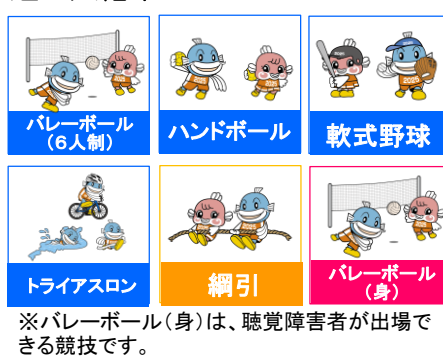 バレーボール
(6人制)
ハンドボール
軟式野球
トライアスロン
綱引
バレーボール
(身)
※バレーボール(身)は、聴覚障害者が出場で
きる競技です。